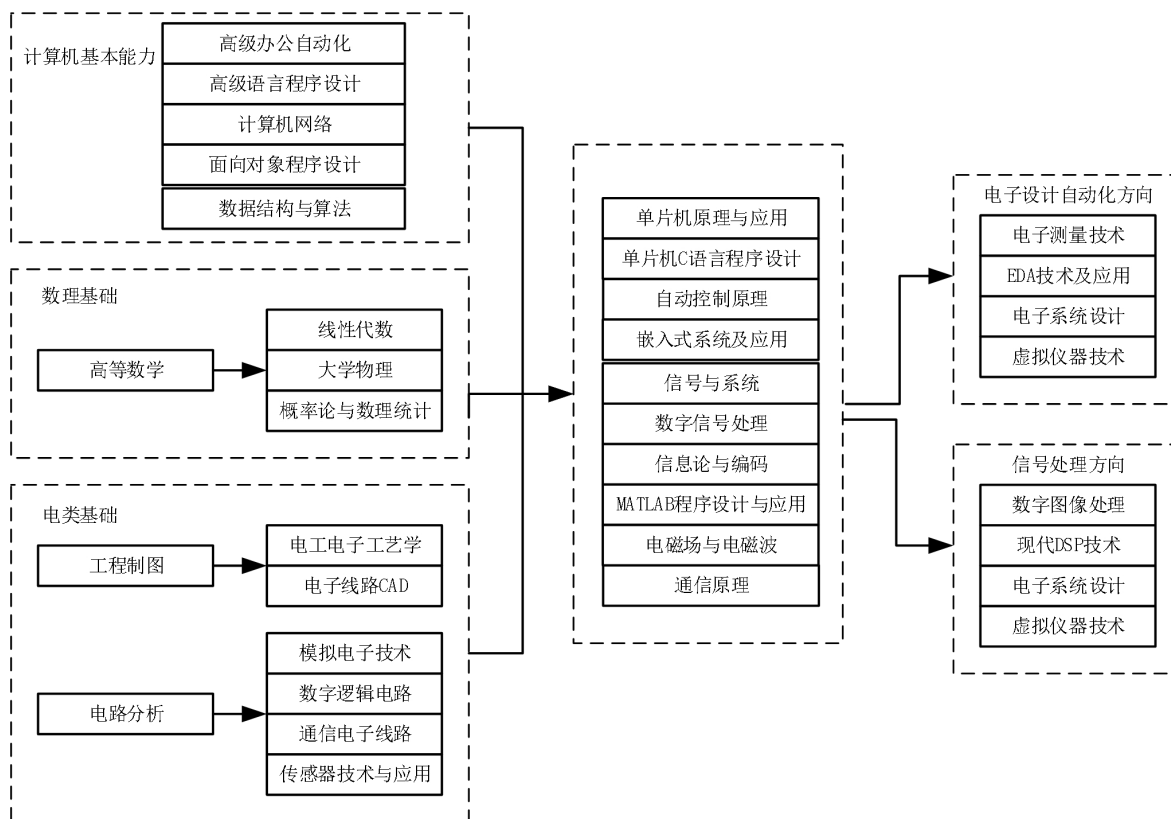 计算机基本能力
高级办公自动化
高级语言程序设计
计算机网络
面向对象程序设计
数据结构与算法
数理基础
高等数学
线性代数
大学物理
概率论与数理统计
电类基础
工程制图
电工电子工艺学
电子线路CAD
电路分析
模拟电子技术
数字逻辑电路
通信电子线路
传感器技术与应用
单片机原理与应用
单片机C语言程序设计
自动控制原理
嵌入式系统及应用
信号与系统
数字信号处理
信息论与编码
MATLAB程序设计与应用
电磁场与电磁波
通信原理
电子设计自动化方向
电子测量技术
EDA技术及应用
电子系统设计
虚拟仪器技术
信号处理方向
数字图像处理
现代DSP技术
电子系统设计
虚拟仪器技术